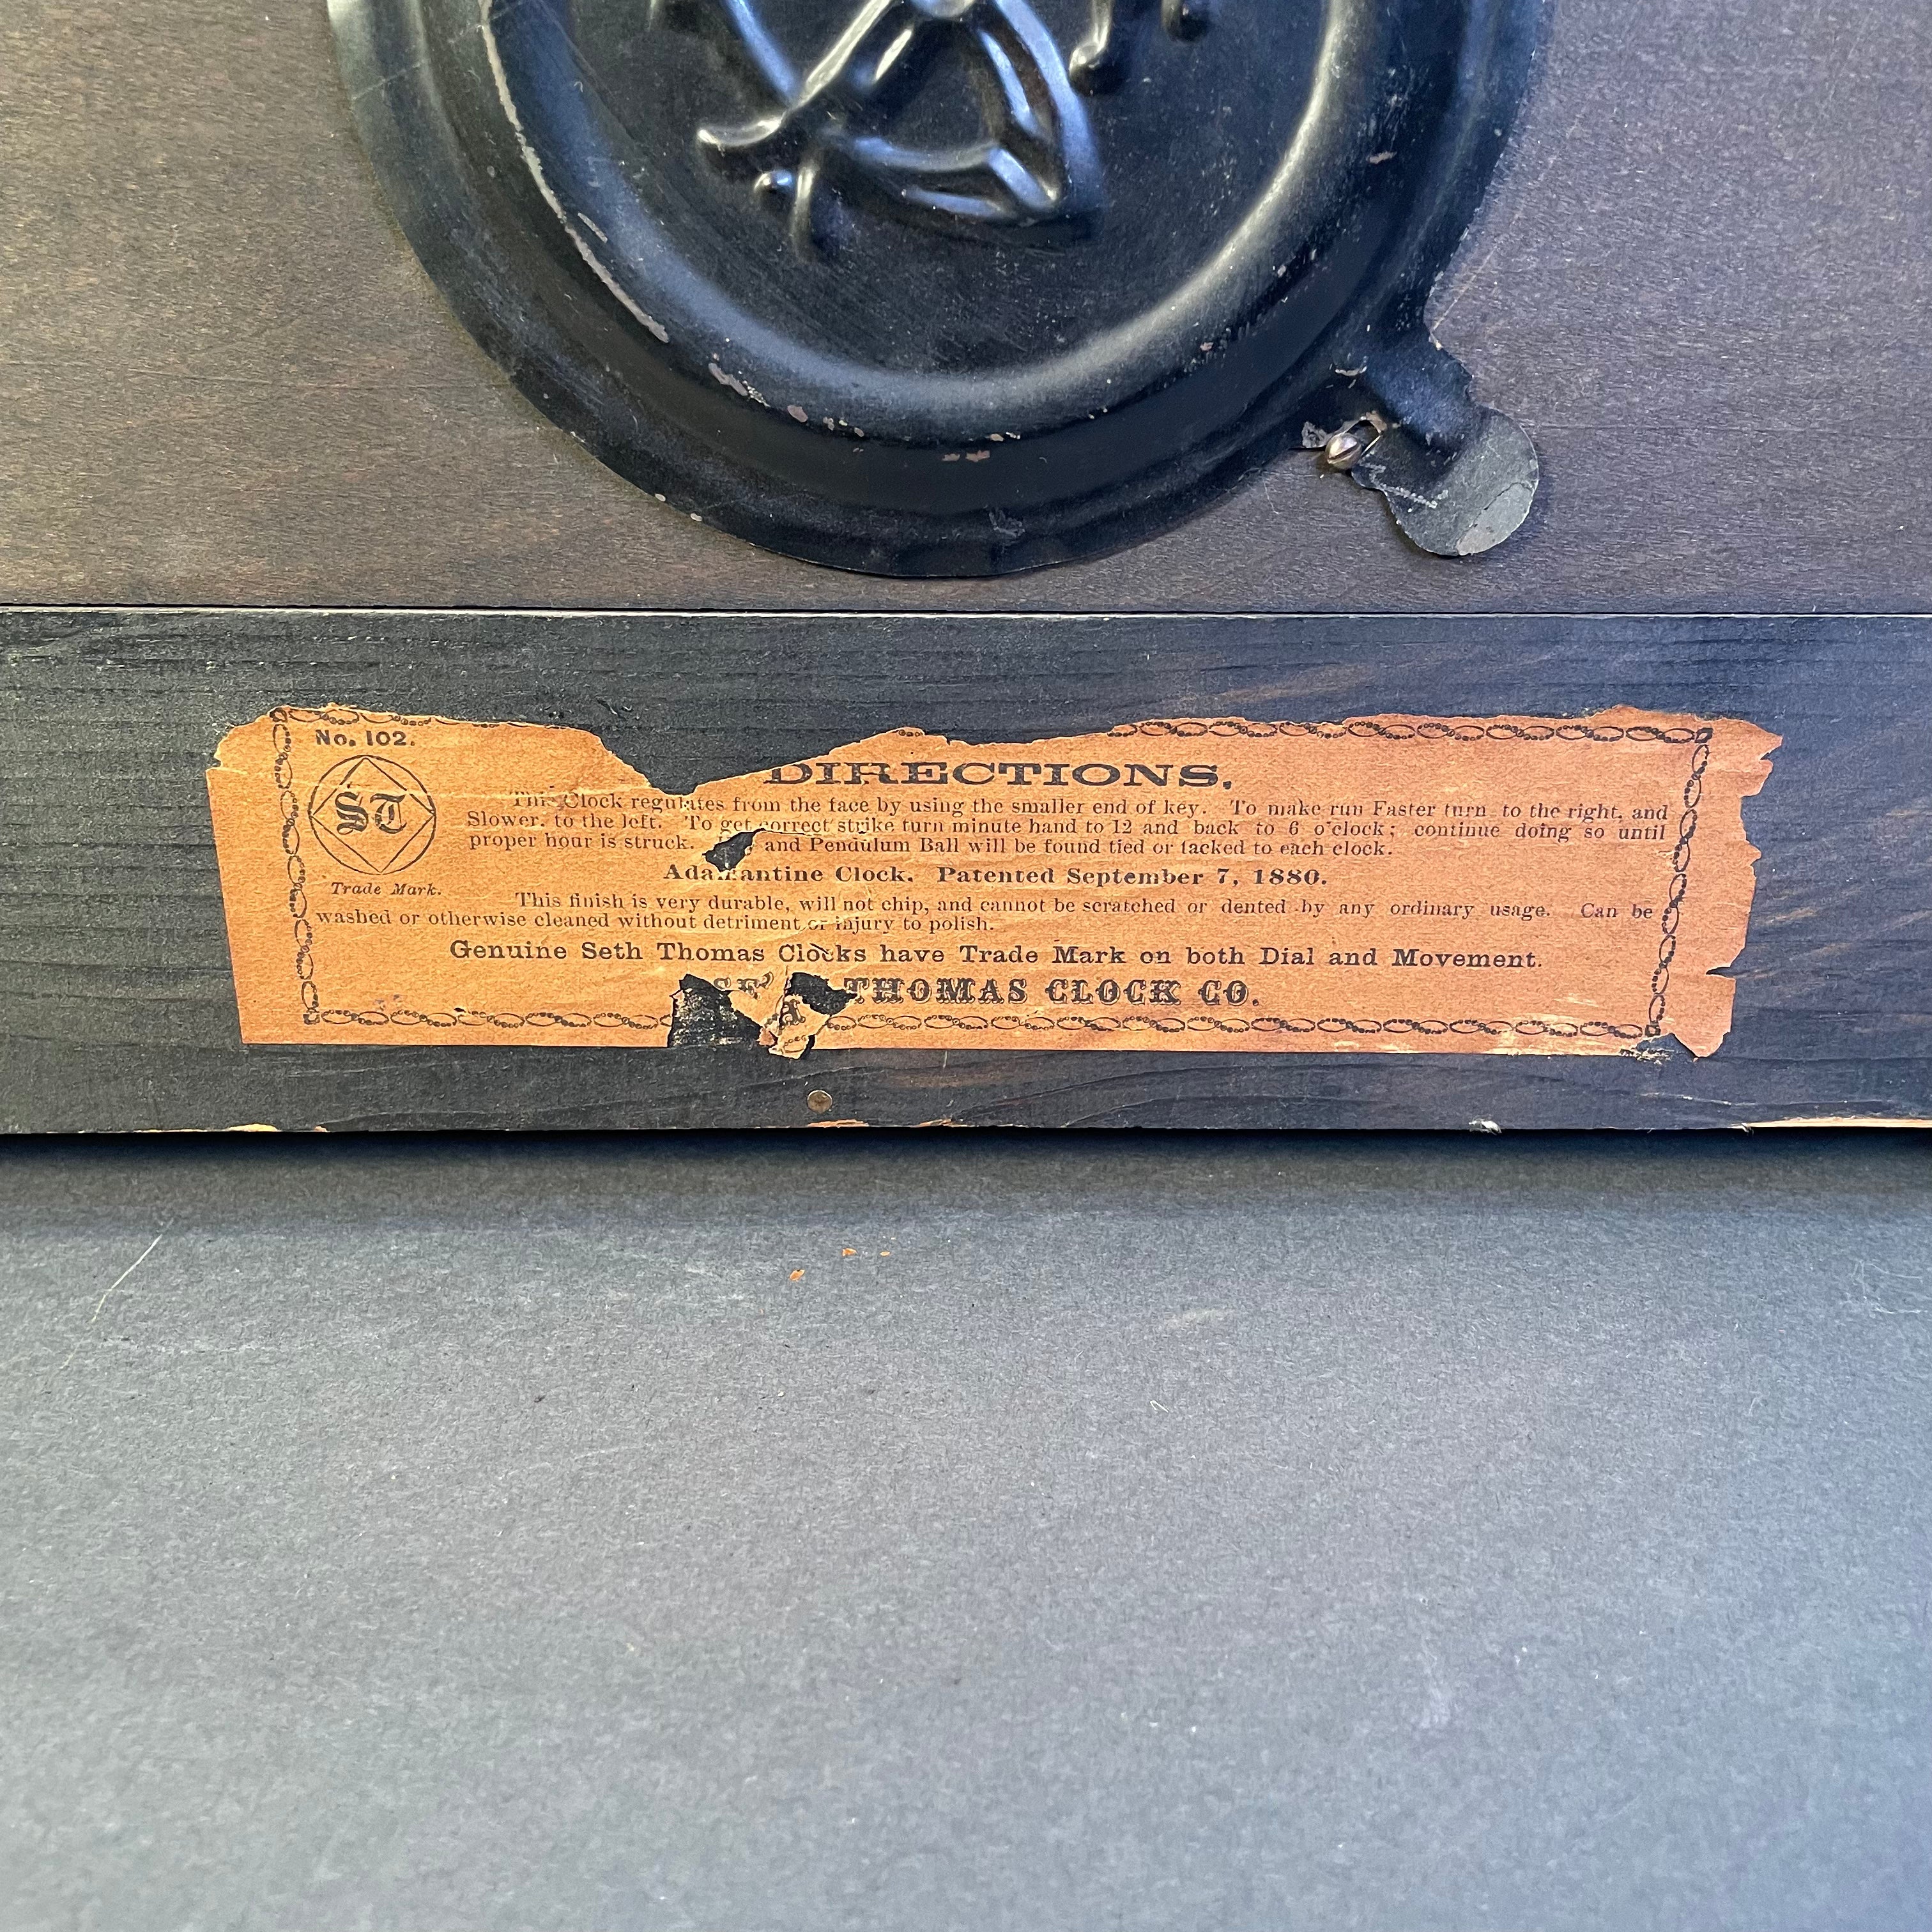 No. 102.
DIRECTIONS.
ST
This Clock regulates from the face by using the smaller end of key. To make run Faster turn to the right, and
Slower, to the left. To get correct strike turn minute hand to 12 and back to 6 o'clock; continue doing so until
proper hour is struck. and Pendulum Ball will be found tied or tacked to each clock.
Adamantine Clock. Patented September 7, 1880.
Trade Mark.
This finish is very durable, will not chip, and cannot be scratched or dented by any ordinary usage. Can be
washed or otherwise cleaned without detriment or injury to polish.
Genuine Seth Thomas Clocks have Trade Mark on both Dial and Movement.
THOMAS CLOCK CO.